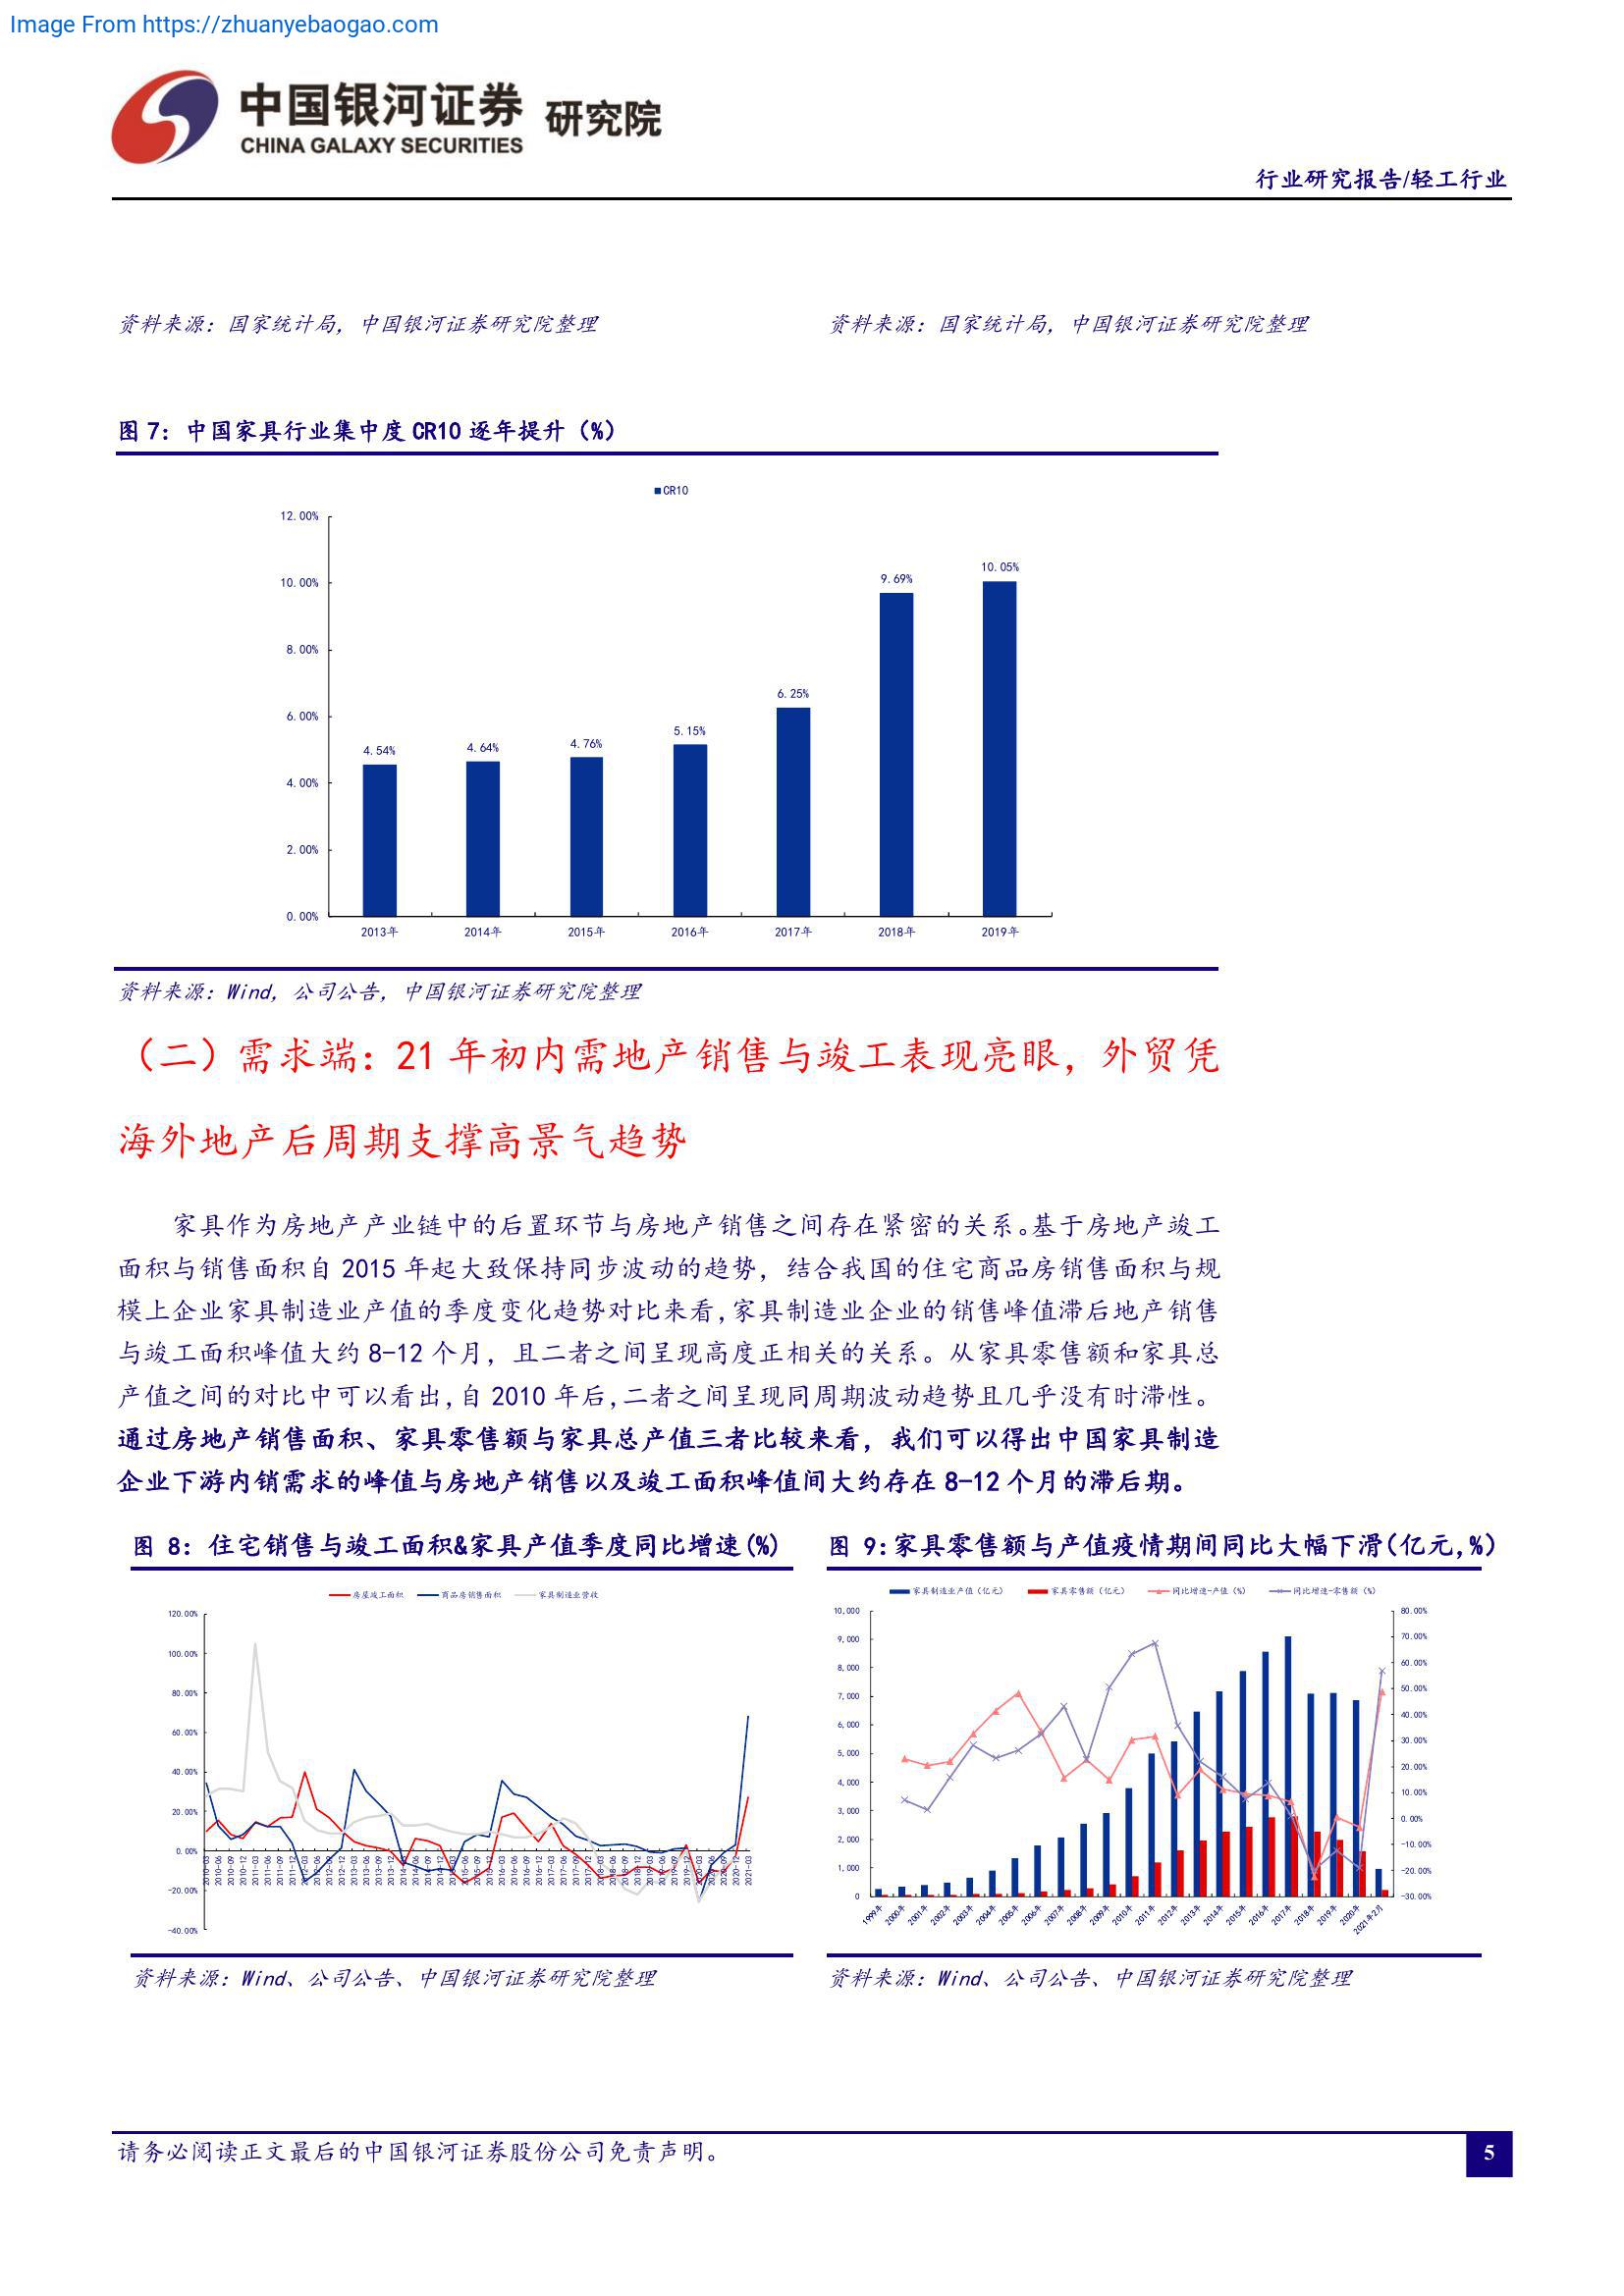 Image From https://zhuanyebaogao.com
中国银河证券 研究院
CHINA GALAXY SECURITIES
行业研究报告/轻工行业
资料来源：国家统计局，中国银河证券研究院整理
资料来源：国家统计局，中国银河证券研究院整理
图 7：中国家具行业集中度 CR10 逐年提升（%）
CR10
12.00%
10.00%
8.00%
6.00%
4.00%
2.00%
0.00%
4.54%
4.64%
4.76%
5.15%
6.25%
9.69%
10.05%
2013年 2014年 2015年 2016年 2017年 2018年 2019年
资料来源：Wind，公司公告，中国银河证券研究院整理
（二）需求端：21 年初内需地产销售与竣工表现亮眼，外贸凭
海外地产后周期支撑高景气趋势
家具作为房地产产业链中的后置环节与房地产销售之间存在紧密的关系。基于房地产竣工
面积与销售面积自 2015 年起大致保持同步波动的趋势，结合我国的住宅商品房销售面积与规
模上企业家具制造业产值的季度变化趋势对比来看，家具制造业企业的销售峰值滞后地产销售
与竣工面积峰值大约 8-12 个月，且二者之间呈现高度正相关的关系。从家具零售额和家具总
产值之间的对比中可以看出，自 2010 年后，二者之间呈现同周期波动趋势且几乎没有时滞性。
通过房地产销售面积、家具零售额与家具总产值三者比较来看，我们可以得出中国家具制造
企业下游内销需求的峰值与房地产销售以及竣工面积峰值间大约存在 8-12 个月的滞后期。
图 8：住宅销售与竣工面积&家具产值季度同比增速(%)
房屋竣工面积 商品房销售面积 家具制造业营收
120.00%
100.00%
80.00%
60.00%
40.00%
20.00%
0.00%
-20.00%
-40.00%
2010-03 2010-06 2010-09 2010-12 2011-03 2011-06 2011-09 2011-12 2012-03 2012-06 2012-09 2012-12 2013-03 2013-06 2013-09 2013-12 2014-03 2014-06 2014-09 2014-12 2015-03 2015-06 2015-09 2015-12 2016-03 2016-06 2016-09 2016-12 2017-03 2017-06 2017-09 2017-12 2018-03 2018-06 2018-09 2018-12 2019-03 2019-06 2019-09 2019-12 2020-03 2020-06 2020-09 2020-12 2021-03
资料来源：Wind、公司公告、中国银河证券研究院整理
图 9:家具零售额与产值疫情期间同比大幅下滑(亿元,%)
家具制造业产值（亿元） 家具零售额（亿元） 同比增速-产值（%） 同比增速-零售额（%）
10,000
9,000
8,000
7,000
6,000
5,000
4,000
3,000
2,000
1,000
0
80.00%
70.00%
60.00%
50.00%
40.00%
30.00%
20.00%
10.00%
0.00%
-10.00%
-20.00%
-30.00%
1999年 2000年 2001年 2002年 2003年 2004年 2005年 2006年 2007年 2008年 2009年 2010年 2011年 2012年 2013年 2014年 2015年 2016年 2017年 2018年 2019年 2020年 2021年2月
资料来源：Wind、公司公告、中国银河证券研究院整理
请务必阅读正文最后的中国银河证券股份公司免责声明。
5